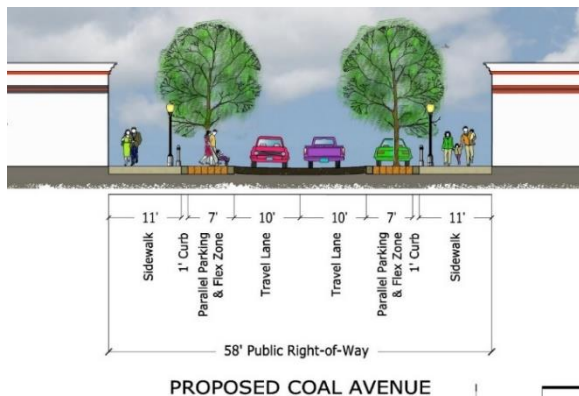 11' 7' 10' 10' 7' 11'
Sidewalk
1' Curb
Parallel Parking
& Flex Zone
Travel Lane
Travel Lane
Parallel Parking
& Flex Zone
1' Curb
Sidewalk
58' Public Right-of-Way
PROPOSED COAL AVENUE